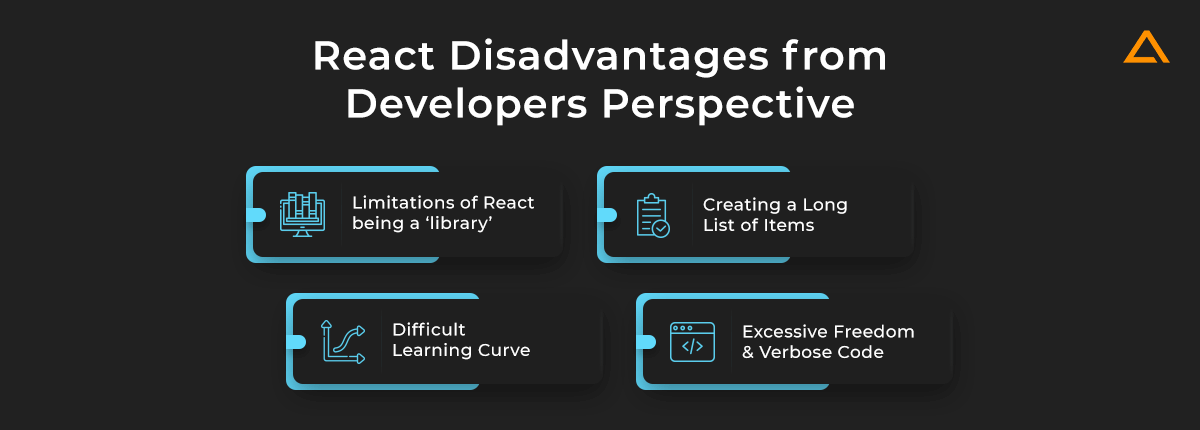 React Disadvantages from
Developers Perspective
Limitations of React
being a ‘library’
Creating a Long
List of Items
Difficult
Learning Curve
Excessive Freedom
& Verbose Code